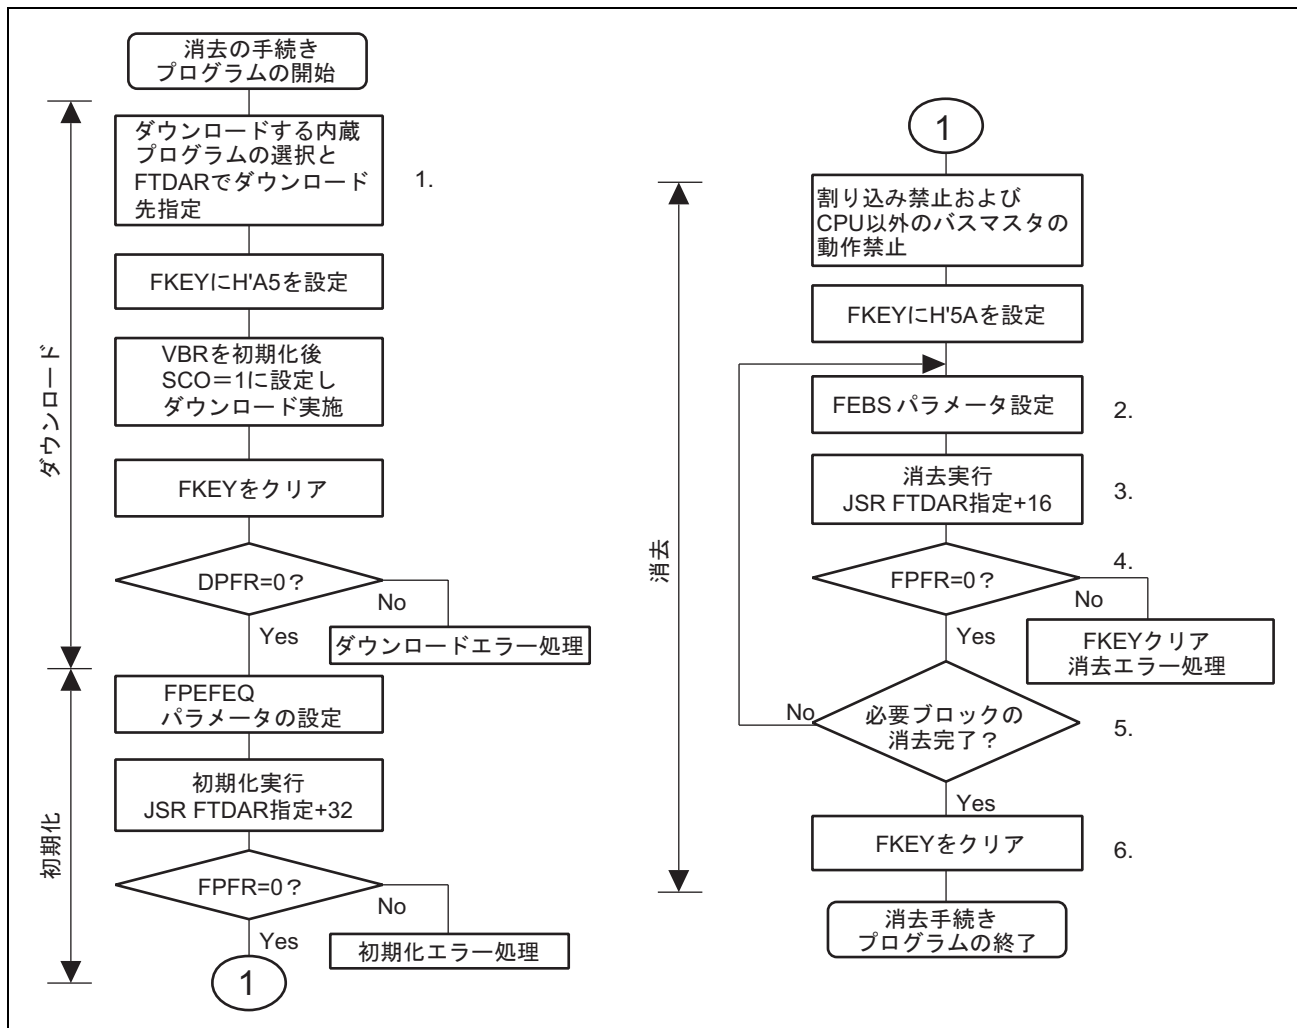 消去の手続き
プログラムの開始
ダウンロード
ダウンロードする内蔵
プログラムの選択と
FTDARでダウンロード
先指定
1.
FKEYにH'A5を設定
VBRを初期化後
SCO＝1に設定し
ダウンロード実施
FKEYをクリア
DPFR=0？
No
Yes
ダウンロードエラー処理
初期化
FPEFEQ
パラメータの設定
初期化実行
JSR FTDAR指定+32
FPFR=0？
No
Yes
初期化エラー処理
1
1
消去
割り込み禁止および
CPU以外のバスマスタの
動作禁止
FKEYにH'5Aを設定
FEBS パラメータ設定
2.
消去実行
JSR FTDAR指定+16
3.
4.
FPFR=0？
No
Yes
FKEYクリア
消去エラー処理
No
必要ブロックの
消去完了？
5.
Yes
FKEYをクリア
6.
消去手続き
プログラムの終了